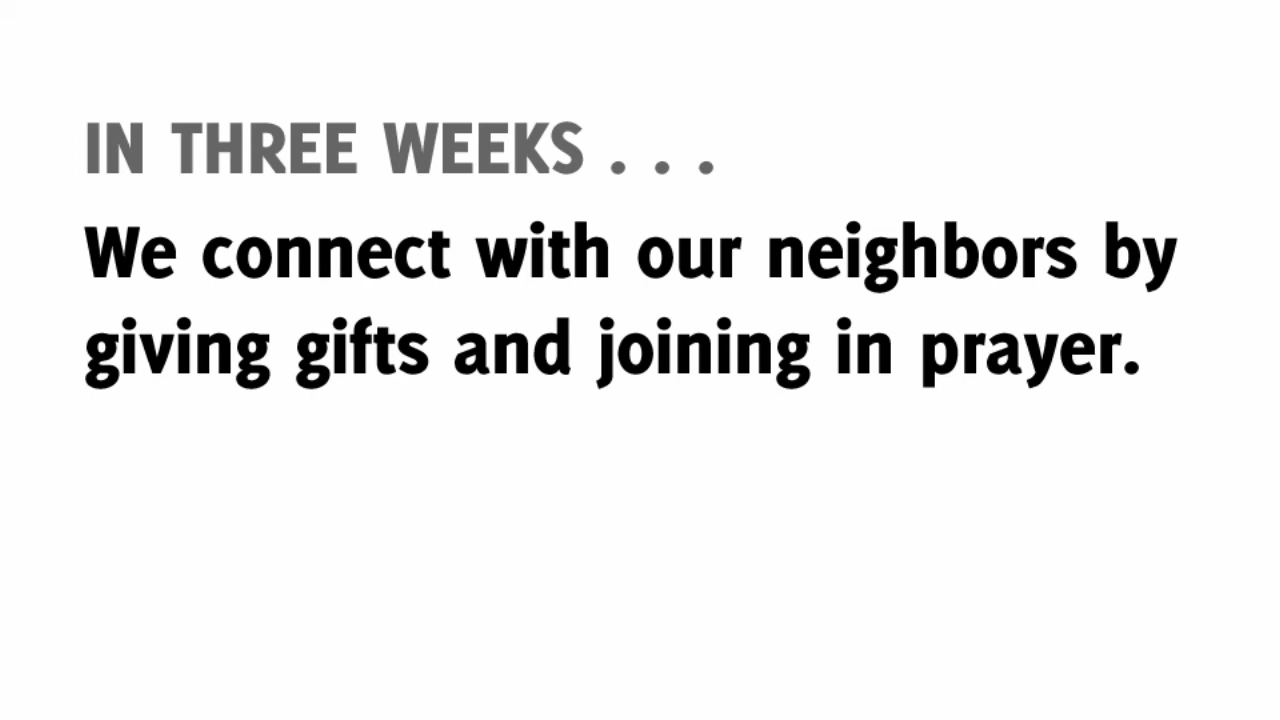 IN THREE WEEKS . . .
We connect with our neighbors by
giving gifts and joining in prayer.